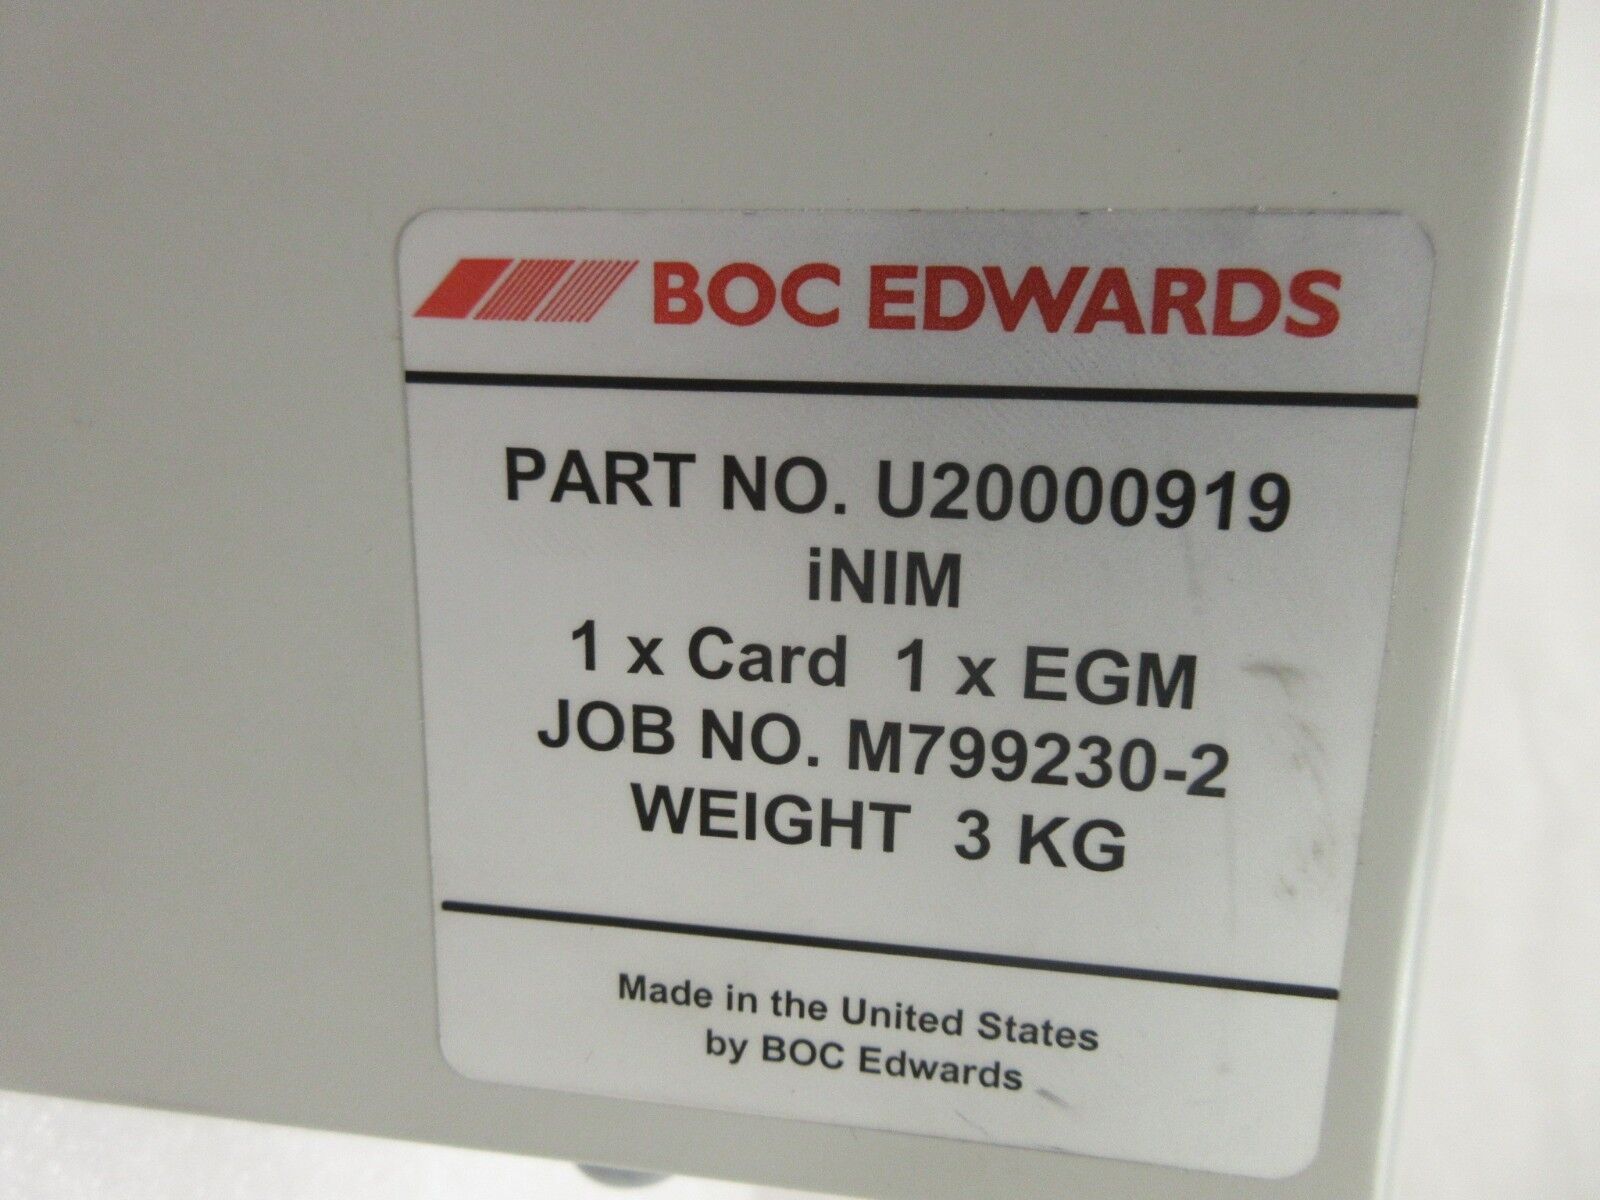 BOC EDWARDS
PART NO. U20000919
iNIM
1 x Card 1 x EGM
JOB NO. M799230-2
WEIGHT 3 KG
Made in the United States
by BOC Edwards